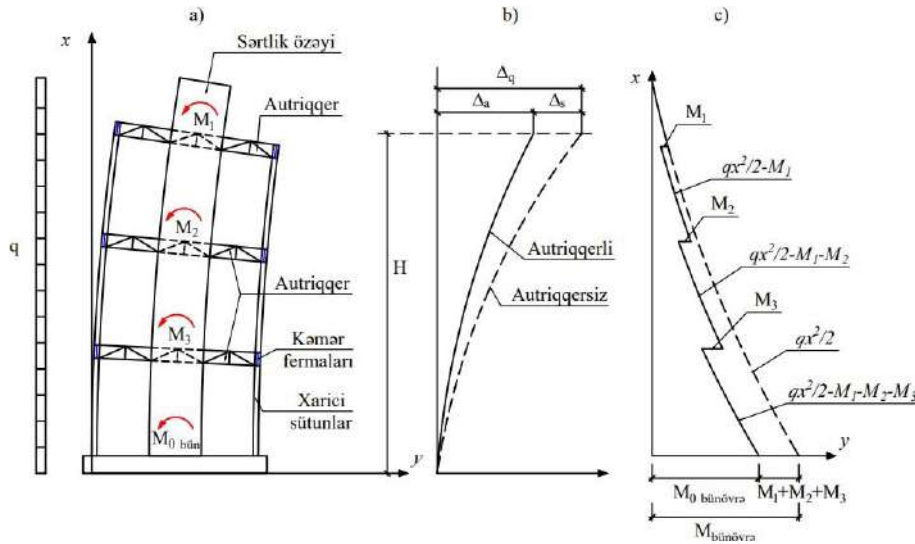 a)
x
Sərtlik özəyi
M1
Autriqqer
M2
q
Autriqqer
M3
Kəmər
fermaları
Xarici
sütunlar
M0 bün
y
b)
Δq
Δa
Δs
H
Autriqqerli
Autriqqersiz
c)
x
M1
qx²/2-M1
M2
qx²/2-M1-M2
M3
qx²/2
qx²/2-M1-M2-M3
y
M0 bünövrə
M1+M2+M3
Mbünövrə